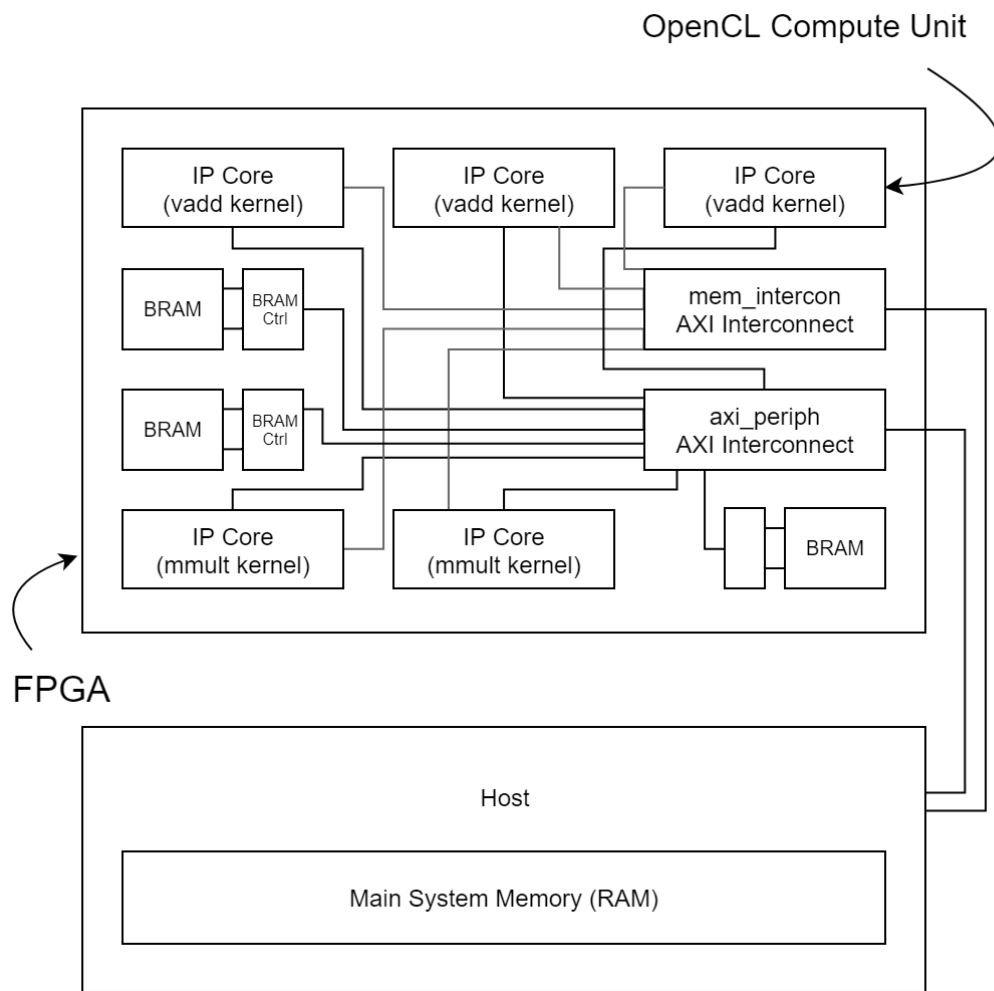 OpenCL Compute Unit
IP Core
(vadd kernel)
IP Core
(vadd kernel)
IP Core
(vadd kernel)
BRAM
BRAM
Ctrl
mem_intercon
AXI Interconnect
BRAM
BRAM
Ctrl
axi_periph
AXI Interconnect
IP Core
(mmult kernel)
IP Core
(mmult kernel)
BRAM
FPGA
Host
Main System Memory (RAM)